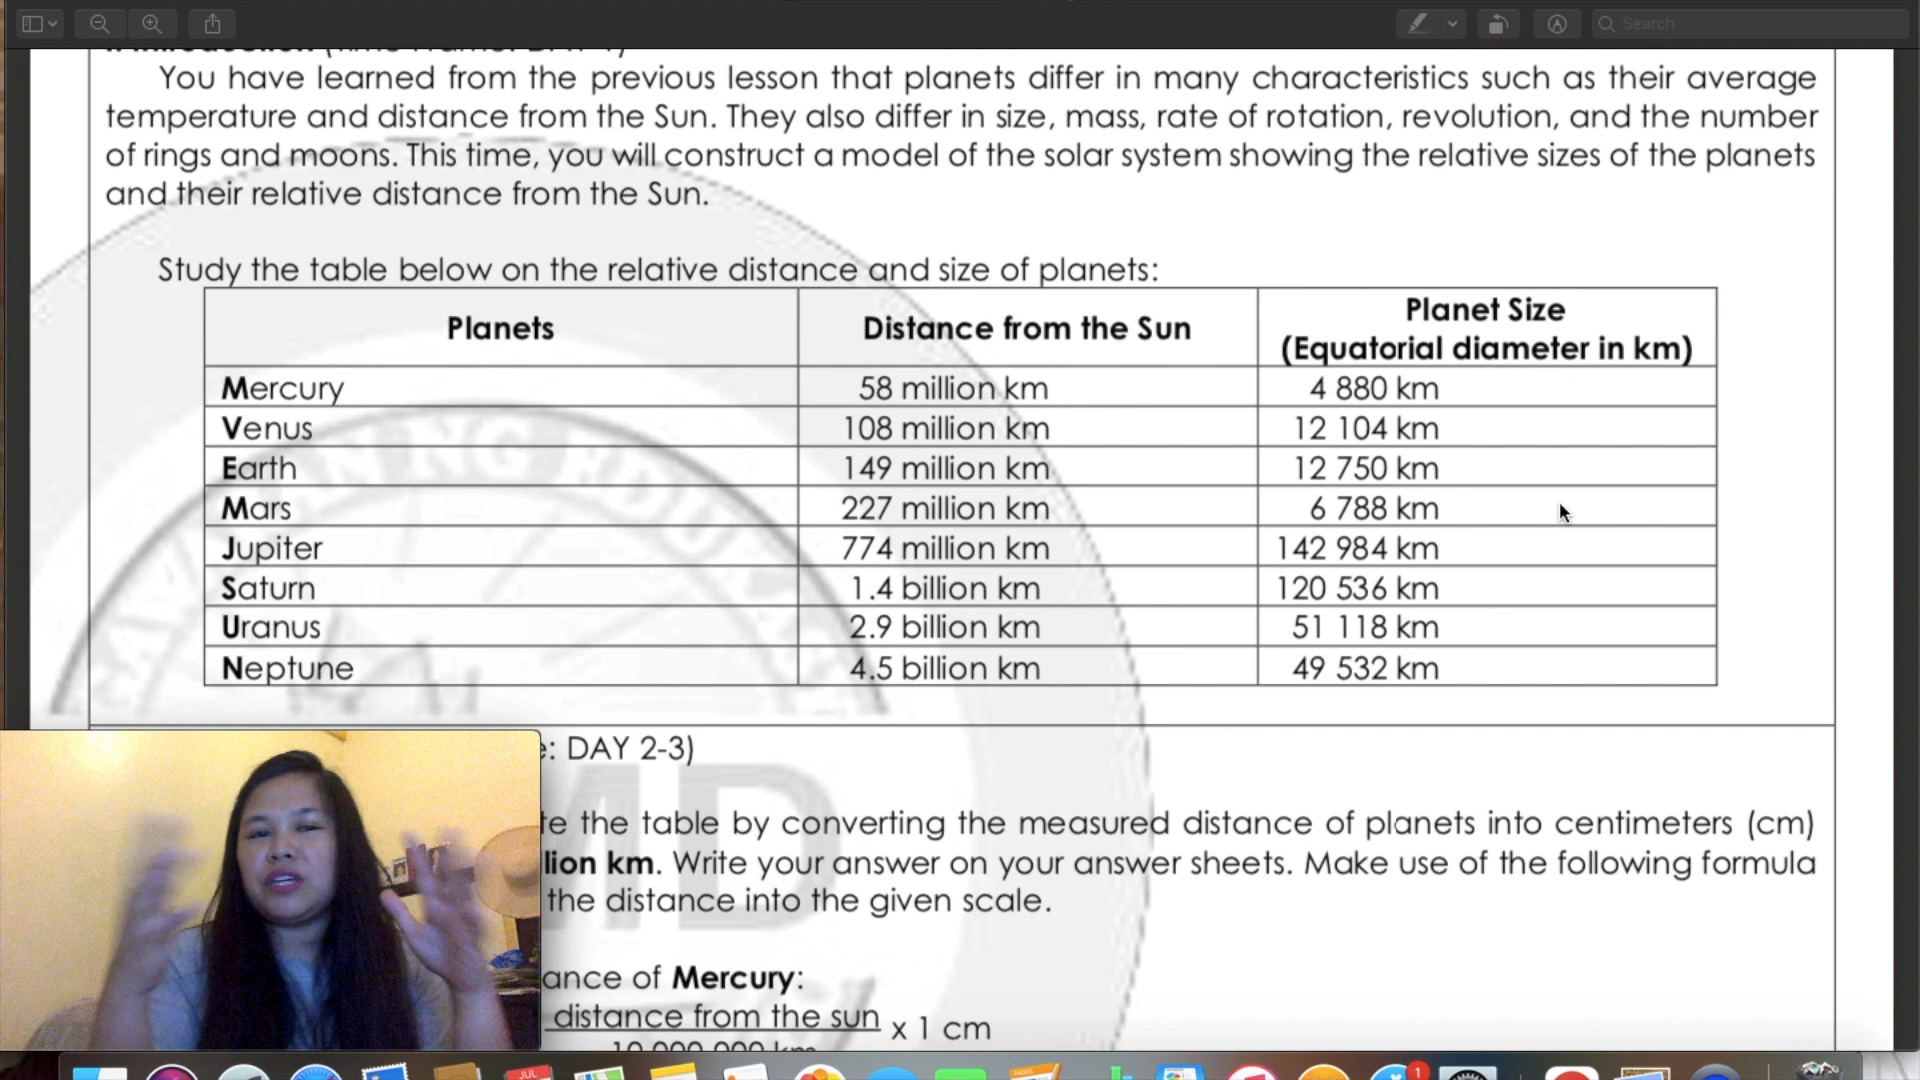 Search
You have learned from the previous lesson that planets differ in many characteristics such as their average
temperature and distance from the Sun. They also differ in size, mass, rate of rotation, revolution, and the number
of rings and moons. This time, you will construct a model of the solar system showing the relative sizes of the planets
and their relative distance from the Sun.
Study the table below on the relative distance and size of planets:
Planets Distance from the Sun Planet Size
(Equatorial diameter in km)
Mercury 58 million km 4 880 km
Venus 108 million km 12 104 km
Earth 149 million km 12 750 km
Mars 227 million km 6 788 km
Jupiter 774 million km 142 984 km
Saturn 1.4 billion km 120 536 km
Uranus 2.9 billion km 51 118 km
Neptune 4.5 billion km 49 532 km
: DAY 2-3)
the table by converting the measured distance of planets into centimeters (cm)
km. Write your answer on your answer sheets. Make use of the following formula
the distance into the given scale.
of Mercury:
distance from the sun x 1 cm
JUL
1